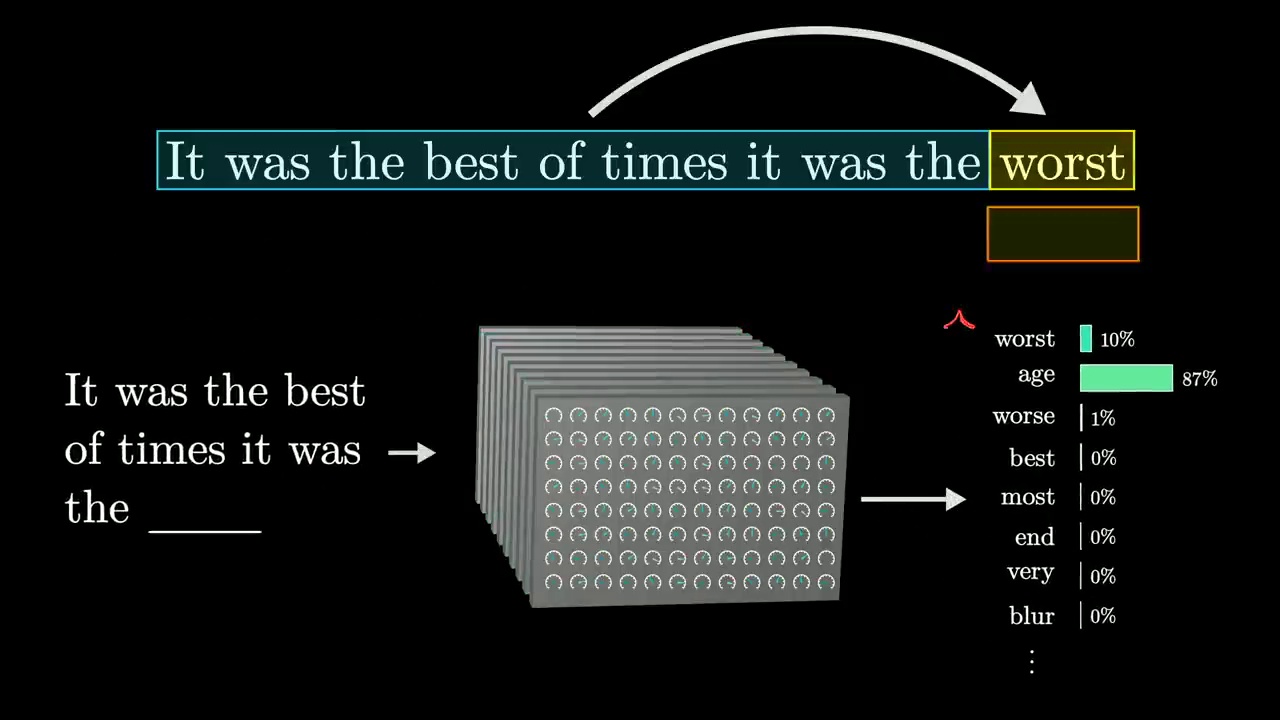 It was the best of times it was the worst
It was the best
of times it was
the _____
worst 10%
age 87%
worse 1%
best 0%
most 0%
end 0%
very 0%
blur 0%
⋮